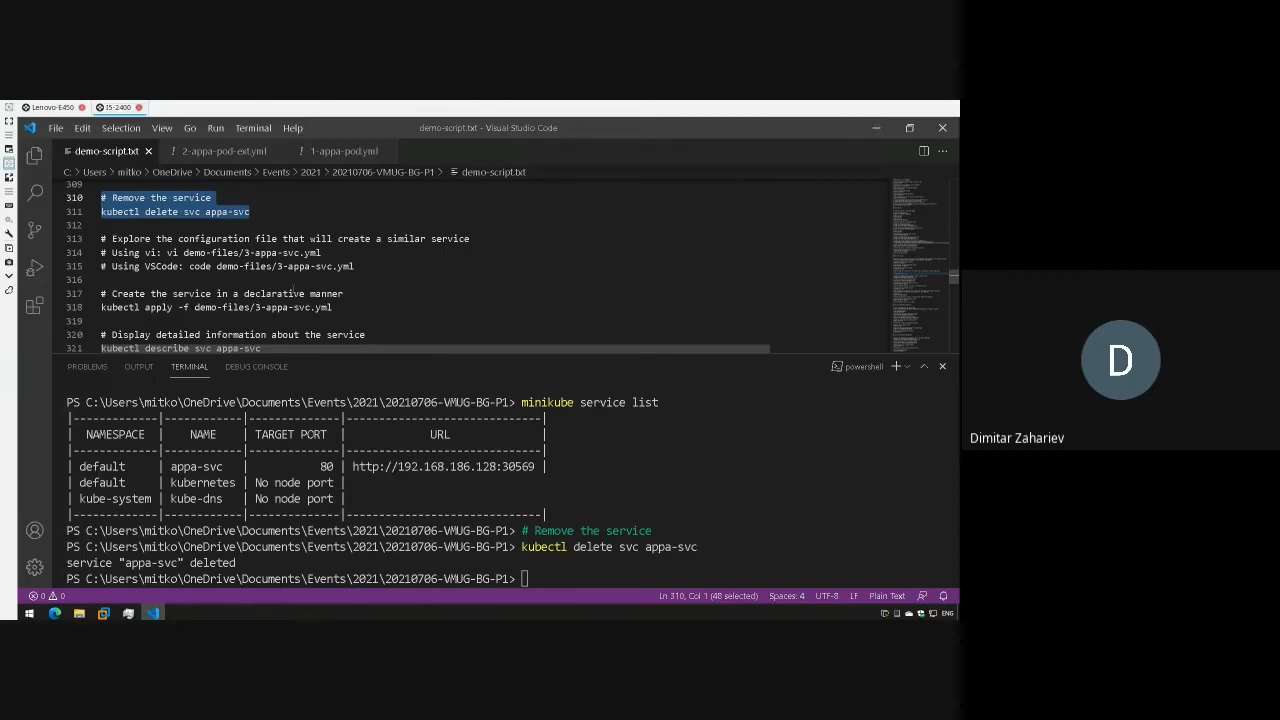 Lenovo-E450 I5-2400
File Edit Selection View Go Run Terminal Help demo-script.txt - Visual Studio Code
demo-script.txt 2-appa-pod-ext.yml 1-appa-pod.yml
C: > Users > mitko > OneDrive > Documents > Events > 2021 > 20210706-VMUG-BG-P1 > demo-script.txt
309
310 # Remove the service
311 kubectl delete svc appa-svc
312
313 # Explore the configuration file that will create a similar service
314 # Using vi: vi demo-files/3-appa-svc.yml
315 # Using VSCode: code demo-files/3-appa-svc.yml
316
317 # Create the service in a declarative manner
318 kubectl apply -f demo-files/3-appa-svc.yml
319
320 # Display detailed information about the service
321 kubectl describe svc appa-svc
PROBLEMS OUTPUT TERMINAL DEBUG CONSOLE powershell
PS C:\Users\mitko\OneDrive\Documents\Events\2021\20210706-VMUG-BG-P1> minikube service list
|-------------|------------|--------------|-----------------------------|
| NAMESPACE | NAME | TARGET PORT | URL |
|-------------|------------|--------------|-----------------------------|
| default | appa-svc | 80 | http://192.168.186.128:30569 |
| default | kubernetes | No node port |
| kube-system | kube-dns | No node port |
|-------------|------------|--------------|-----------------------------|
PS C:\Users\mitko\OneDrive\Documents\Events\2021\20210706-VMUG-BG-P1> # Remove the service
PS C:\Users\mitko\OneDrive\Documents\Events\2021\20210706-VMUG-BG-P1> kubectl delete svc appa-svc
service "appa-svc" deleted
PS C:\Users\mitko\OneDrive\Documents\Events\2021\20210706-VMUG-BG-P1>
0 0 Ln 310, Col 1 (48 selected) Spaces: 4 UTF-8 LF Plain Text
ENG
D
Dimitar Zahariev